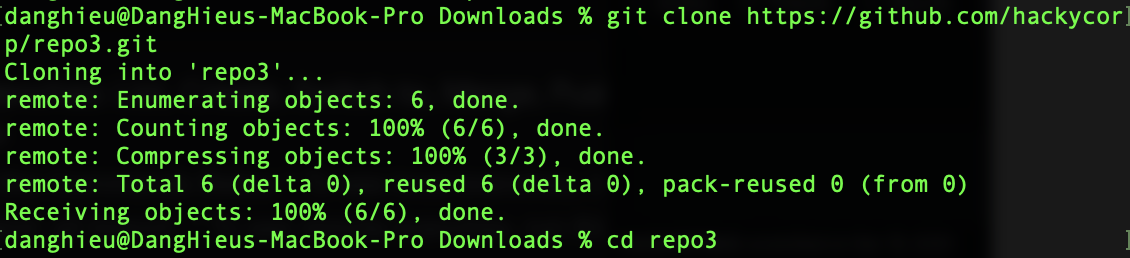 [danghieu@DangHieus-MacBook-Pro Downloads % git clone https://github.com/hackycor]
p/repo3.git
Cloning into 'repo3'...
remote: Enumerating objects: 6, done.
remote: Counting objects: 100% (6/6), done.
remote: Compressing objects: 100% (3/3), done.
remote: Total 6 (delta 0), reused 6 (delta 0), pack-reused 0 (from 0)
Receiving objects: 100% (6/6), done.
[danghieu@DangHieus-MacBook-Pro Downloads % cd repo3 ]